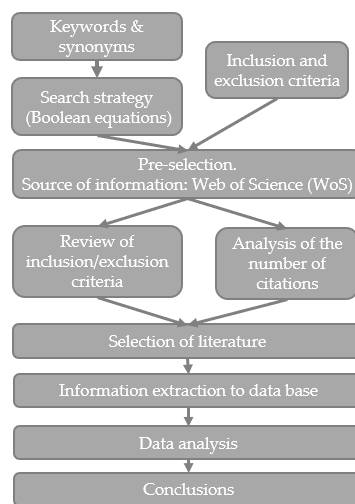 Keywords &
synonyms
Inclusion and
exclusion criteria
Search strategy
(Boolean equations)
Pre-selection.
Source of information: Web of Science (WoS)
Review of
inclusion/exclusion
criteria
Analysis of the
number of
citations
Selection of literature
Information extraction to data base
Data analysis
Conclusions